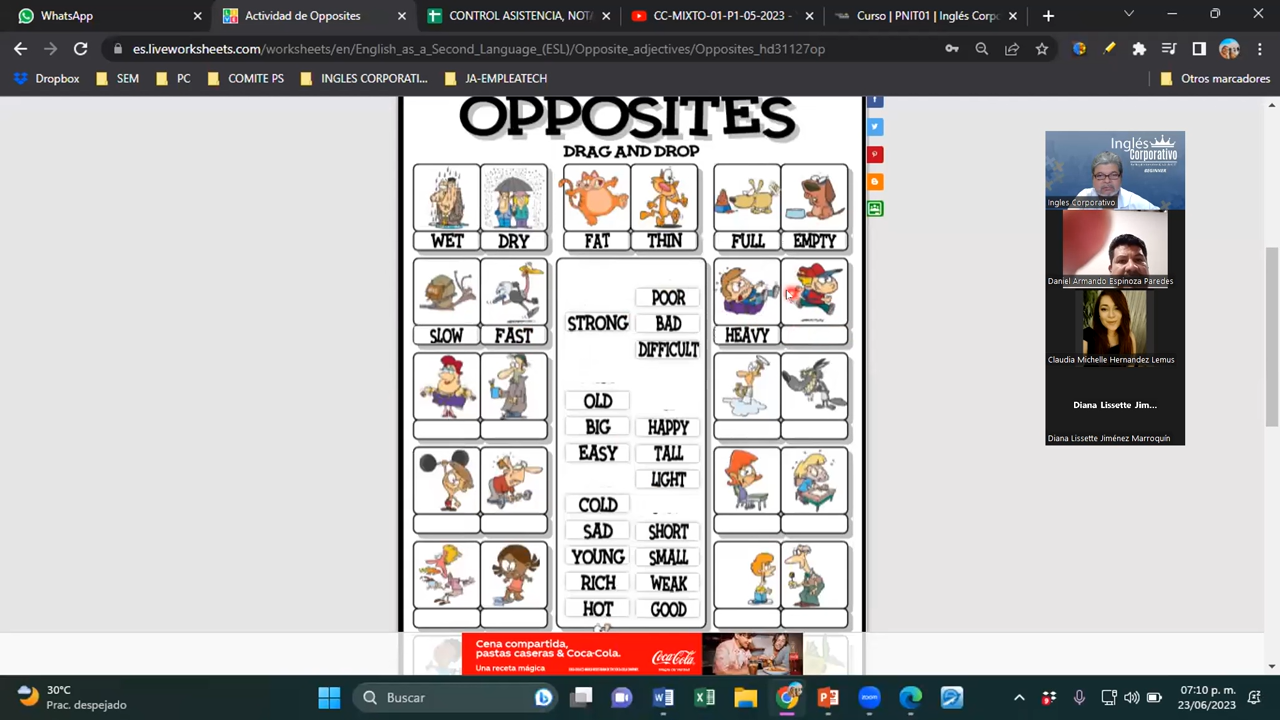 WhatsApp
Actividad de Opposites
CONTROL ASISTENCIA, NOTA
CC-MIXTO-01-P1-05-2023 -
Curso | PNIT01 | Inglés Corpo
es.liveworksheets.com/worksheets/en/English_as_a_Second_Language_(ESL)/Opposite_adjectives/Opposites_hd31127op
Dropbox
SEM
PC
COMITE PS
INGLES CORPORATI...
JA-EMPLEATECH
Otros marcadores
OPPOSITES
DRAG AND DROP
WET DRY FAT THIN FULL EMPTY
SLOW FAST
HEAVY
STRONG
OLD
BIG
EASY
COLD
SAD
YOUNG
RICH
HOT
POOR
BAD
DIFFICULT
HAPPY
TALL
LIGHT
SHORT
SMALL
WEAK
GOOD
Inglés
Corporativo
BEGINNER
Ingles Corporativo
Daniel Armando Espinoza Paredes
Claudia Michelle Hernandez Lemus
Diana Lissette Jim...
Diana Lissette Jiménez Marroquín
Cena compartida,
pastas caseras & Coca-Cola.
Una receta mágica
Coca-Cola
30°C
Prac. despejado
Buscar
07:10 p. m.
23/06/2023